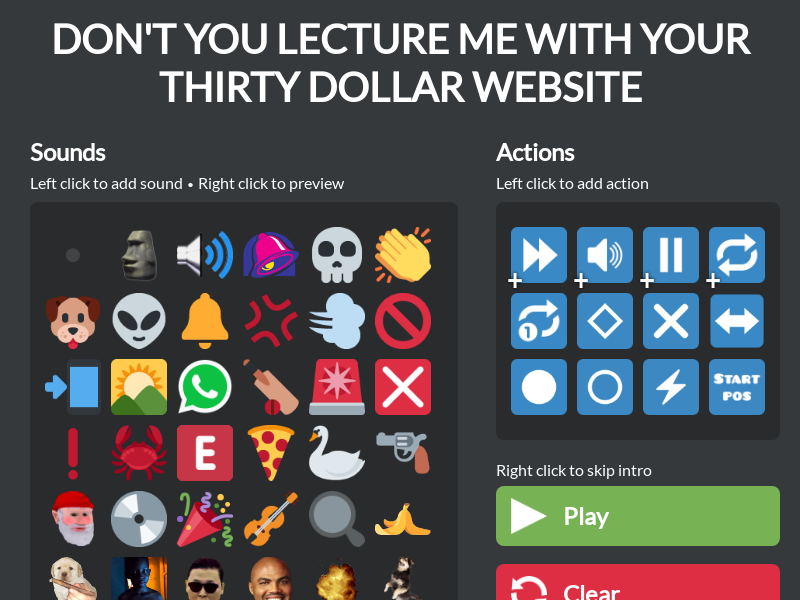 DON'T YOU LECTURE ME WITH YOUR
THIRTY DOLLAR WEBSITE
Sounds
Left click to add sound • Right click to preview
Actions
Left click to add action
+ + + +
1
START
POS
E
Right click to skip intro
Play
Clear